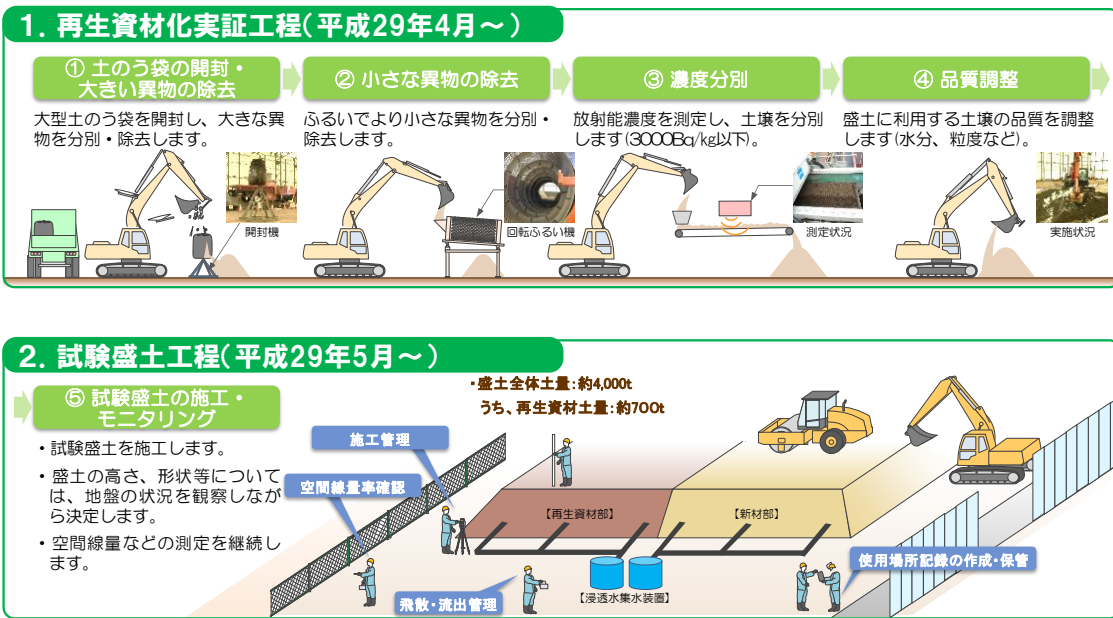 1. 再生資材化実証工程(平成29年4月～)
① 土のう袋の開封・
大きい異物の除去
大型土のう袋を開封し、大きな異
物を分別・除去します。
開封機
② 小さな異物の除去
ふるいでより小さな異物を分別・
除去します。
回転ふるい機
③ 濃度分別
放射能濃度を測定し、土壌を分別
します(3000Bq/kg以下)。
測定状況
④ 品質調整
盛土に利用する土壌の品質を調整
します(水分、粒度など)。
実施状況
2. 試験盛土工程(平成29年5月～)
⑤ 試験盛土の施工・
モニタリング
・試験盛土を施工します。
・盛土の高さ、形状等について
は、地盤の状況を観察しなが
ら決定します。
・空間線量などの測定を継続し
ます。
・盛土全体土量:約4,000t
うち、再生資材土量:約700t
施工管理
空間線量率確認
【再生資材部】
【新材部】
使用場所記録の作成・保管
飛散・流出管理
【浸透水集水装置】